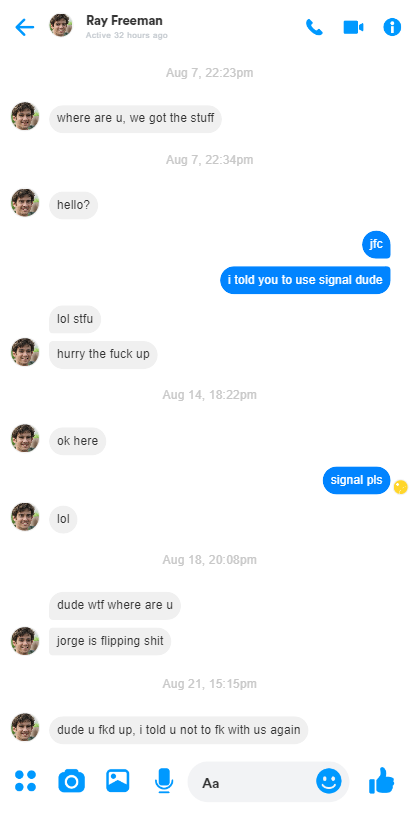 Ray Freeman
Active 32 hours ago
Aug 7, 22:23pm
where are u, we got the stuff
Aug 7, 22:34pm
hello?
jfc
i told you to use signal dude
lol stfu
hurry the fuck up
Aug 14, 18:22pm
ok here
signal pls
lol
Aug 18, 20:08pm
dude wtf where are u
jorge is flipping shit
Aug 21, 15:15pm
dude u fkd up, i told u not to fk with us again
Aa